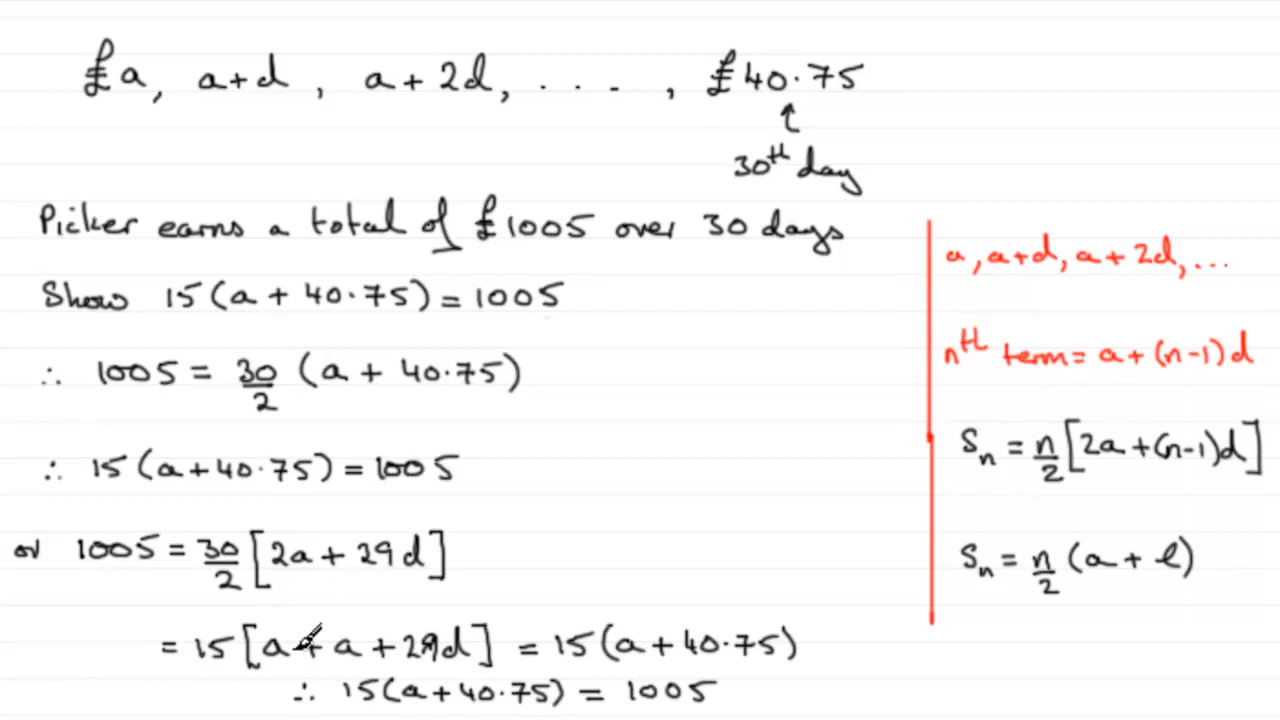 £a, a+d, a+2d, . . . . , £40.75
↑
30th day
Picker earns a total of £1005 over 30 days
Show 15(a + 40.75) = 1005
∴ 1005 = 30/2 (a + 40.75)
∴ 15(a+40.75) = 1005
or 1005 = 30/2 [2a + 29d]
= 15[a + a + 29d] = 15(a + 40.75)
∴ 15(a+40.75) = 1005
a, a+d, a+2d, ...
nth term = a + (n-1)d
Sn = n/2 [2a + (n-1)d]
Sn = n/2 (a + l)